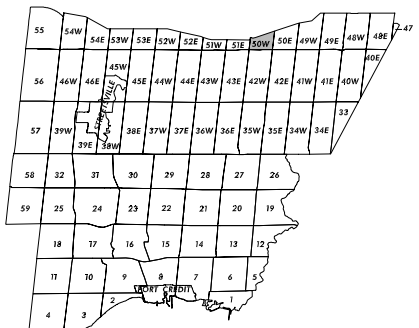 55 54W 54E 53W 53E 52W 52E 51W 51E 50W 50E 49W 49E 48W 48E 47
56 46W 46E 45W 45E 44W 44E 43W 43E 42W 42E 41W 41E 40W 40E
STREETSVILLE
57 39W 39E 38W 38E 37W 37E 36W 36E 35W 35E 34W 34E 33
58 32 31 30 29 28 27 26
59 25 24 23 22 21 20 19
18 17 16 15 14 13 12
11 10 9 8 7 6 5
PORT CREDIT
4 3 2 1